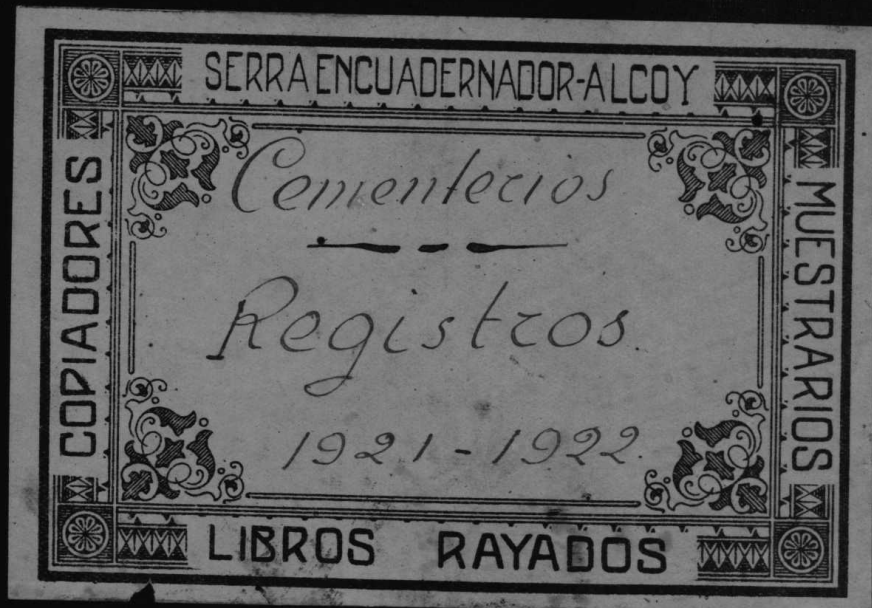 SERRA ENCUADERNADOR-ALCOY
COPIADORES
Cementerios
Registros.
1921-1922.
MUESTRARIOS
LIBROS RAYADOS